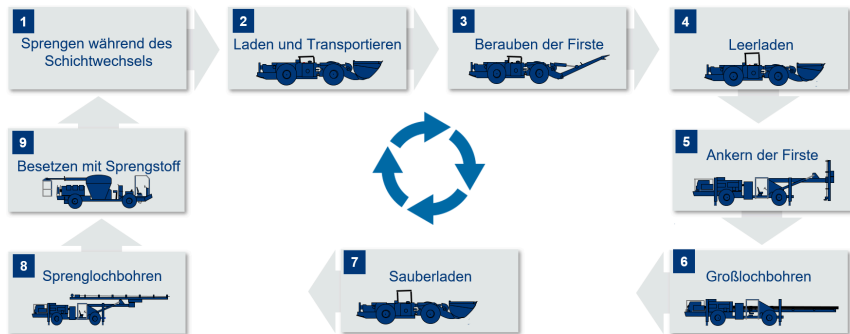 1
Sprengen während des
Schichtwechsels
2
Laden und Transportieren
3
Berauben der Firste
4
Leerladen
5
Ankern der Firste
6
Großlochbohren
7
Sauberladen
8
Sprenglochbohren
9
Besetzen mit Sprengstoff